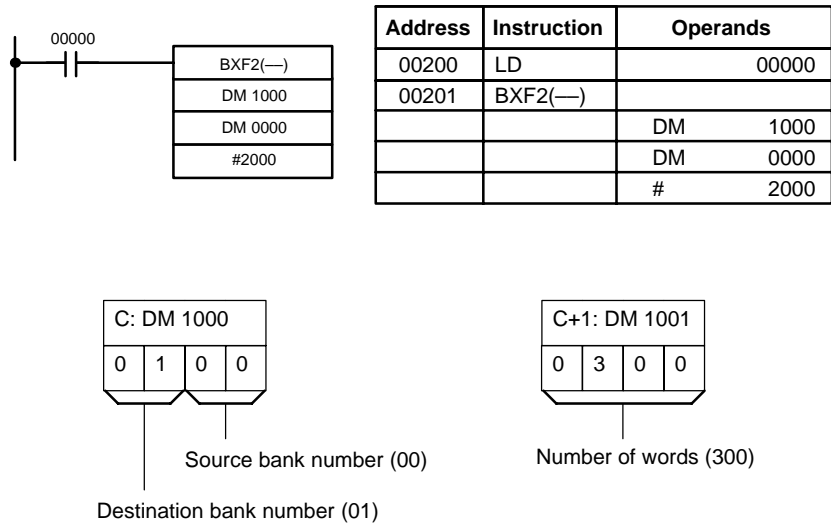 00000
BXF2(––)
DM 1000
DM 0000
#2000
Address Instruction Operands
00200 LD 00000
00201 BXF2(––)
DM 1000
DM 0000
# 2000
C: DM 1000
0 1 0 0
Source bank number (00)
Destination bank number (01)
C+1: DM 1001
0 3 0 0
Number of words (300)